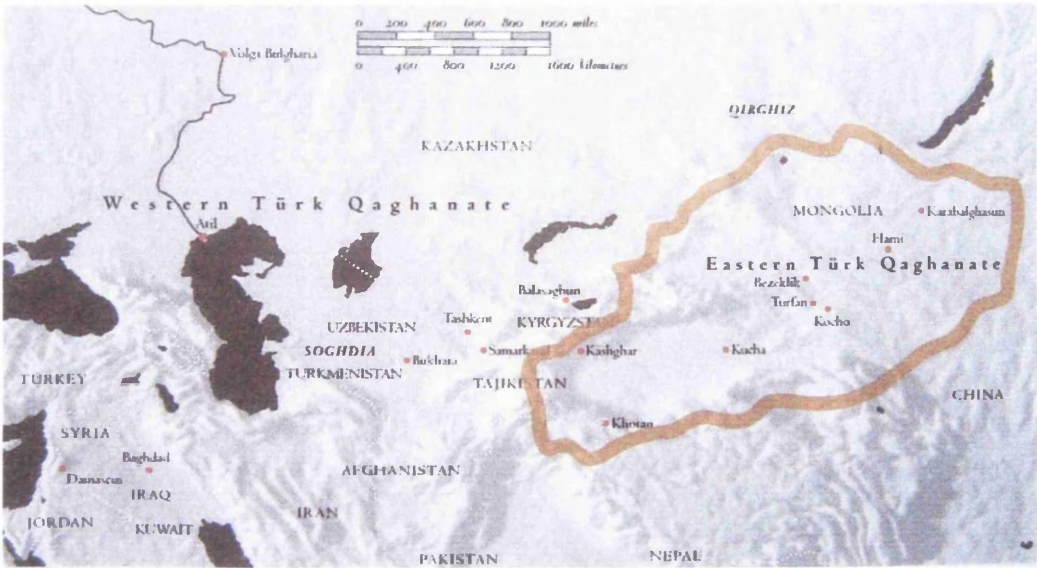 0 200 400 600 800 1000 miles
0 400 800 1200 1600 kilometres
Volga Bulgharia
QIRGHIZ
KAZAKHSTAN
Western Türk Qaghanate
MONGOLIA
Karabalghasun
Atil
Hami
Eastern Türk Qaghanate
Bezeklik
Balasaghun
Turfan
Kocho
Tashkent
UZBEKISTAN
KYRGYZSTAN
SOGHDIA
Bukhara
Samarkand
Kashghar
Kucha
TURKEY
TURKMENISTAN
TAJIKISTAN
CHINA
Khotan
SYRIA
Baghdad
Damascus
AFGHANISTAN
IRAQ
JORDAN
KUWAIT
IRAN
PAKISTAN
NEPAL